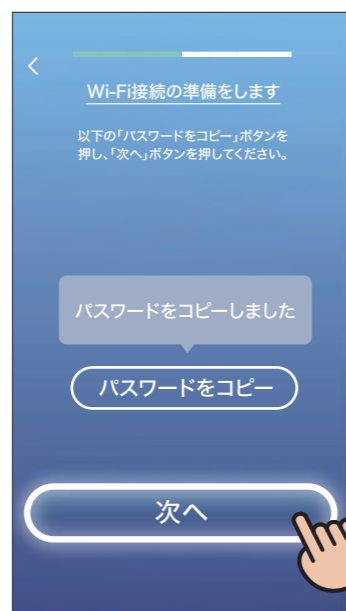 Wi-Fi接続の準備をします
以下の「パスワードをコピー」ボタンを
押し、「次へ」ボタンを押してください。
パスワードをコピーしました
パスワードをコピー
次へ